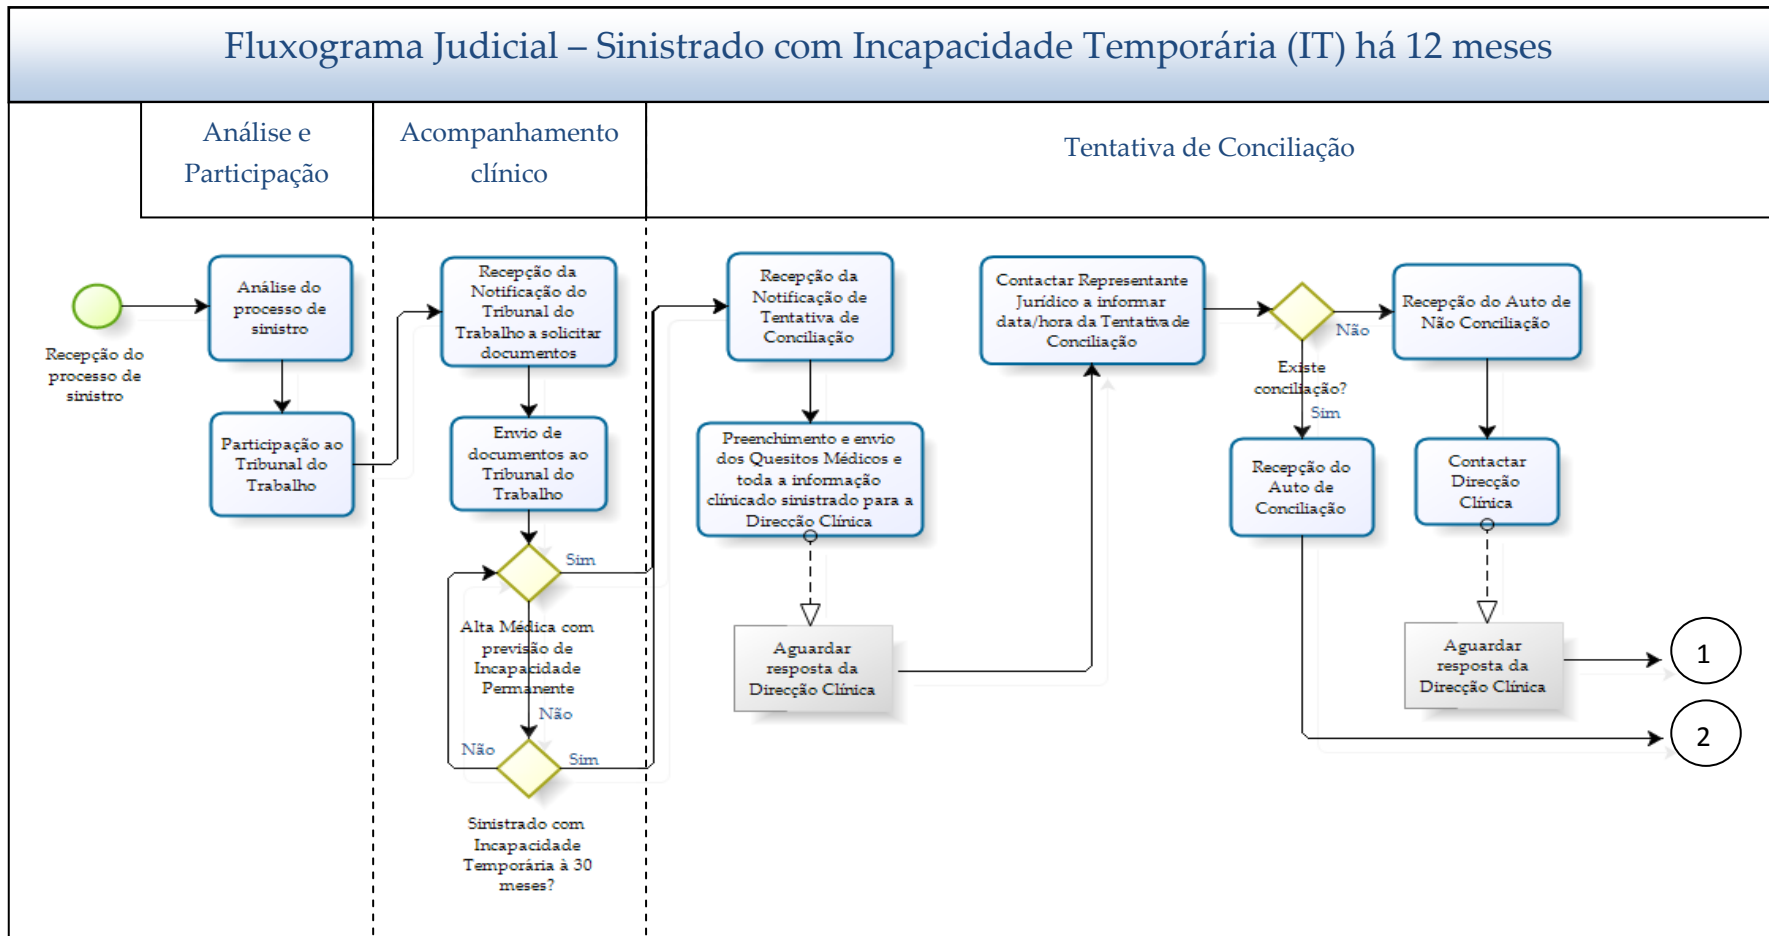 Fluxograma Judicial – Sinistrado com Incapacidade Temporária (IT) há 12 meses
Análise e
Participação
Acompanhamento
clínico
Tentativa de Conciliação
Recepção do
processo de
sinistro
Análise do
processo de
sinistro
Participação ao
Tribunal do
Trabalho
Recepção da
Notificação do
Tribunal do
Trabalho a solicitar
documentos
Envio de
documentos ao
Tribunal do
Trabalho
Sim
Alta Médica com
previsão de
Incapacidade
Permanente
Não
Não
Sim
Sinistrado com
Incapacidade
Temporária à 30
meses?
Recepção da
Notificação de
Tentativa de
Conciliação
Preenchimento e envio
dos Quesitos Médicos e
toda a informação
clínicado sinistrado para a
Direcção Clínica
Aguardar
resposta da
Direcção Clínica
Contactar Representante
Jurídico a informar
data/hora da Tentativa de
Conciliação
Não
Existe
conciliação?
Sim
Recepção do
Auto de
Conciliação
Recepção do Auto de
Não Conciliação
Contactar
Direcção
Clínica
Aguardar
resposta da
Direcção Clínica
1
2